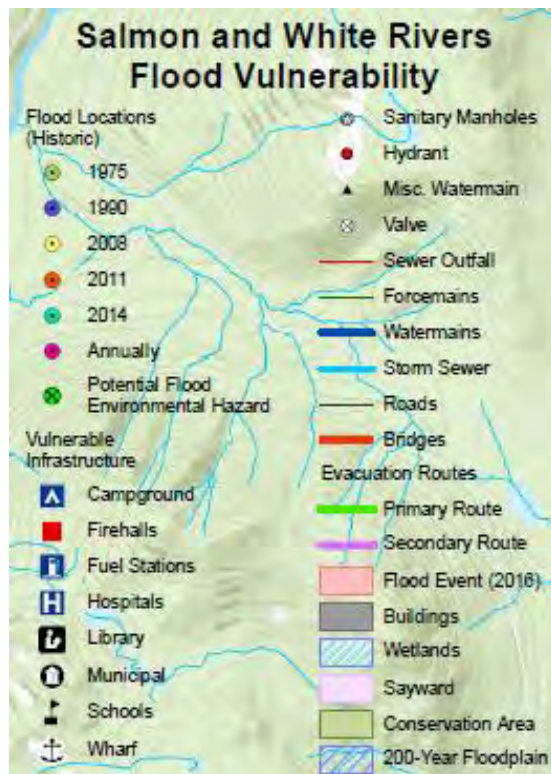 Salmon and White Rivers
Flood Vulnerability
Flood Locations
(Historic)
1975
1990
2008
2011
2014
Annually
Potential Flood
Environmental Hazard
Vulnerable
Infrastructure
Campground
Firehalls
Fuel Stations
Hospitals
Library
Municipal
Schools
Wharf
Sanitary Manholes
Hydrant
Misc. Watermain
Valve
Sewer Outfall
Forcemains
Watermains
Storm Sewer
Roads
Bridges
Evacuation Routes
Primary Route
Secondary Route
Flood Event (2016)
Buildings
Wetlands
Sayward
Conservation Area
200-Year Floodplain